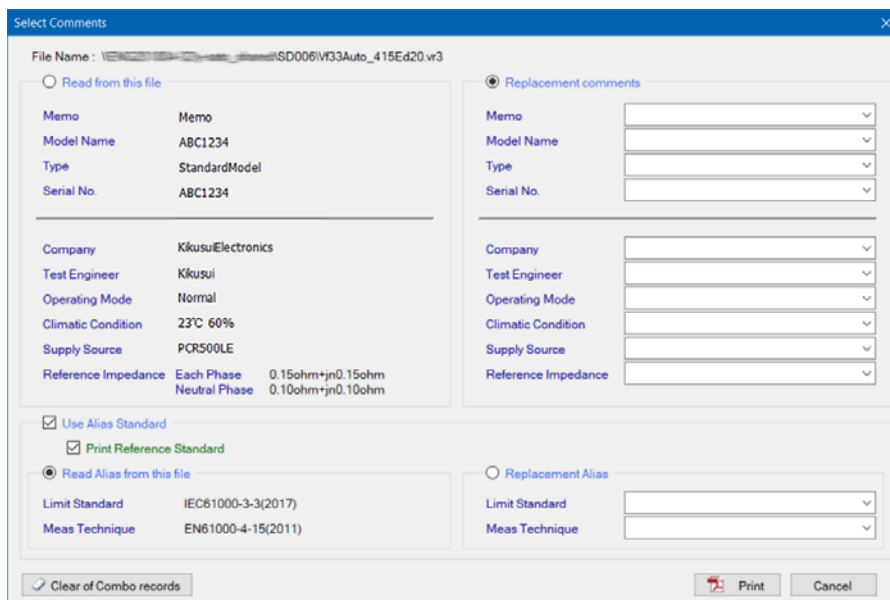 Select Comments
File Name : \SD006\Vf33Auto_415Ed20.vr3
Read from this file
Memo Memo
Model Name ABC1234
Type StandardModel
Serial No. ABC1234
Company KikusuiElectronics
Test Engineer Kikusui
Operating Mode Normal
Climatic Condition 23℃ 60%
Supply Source PCR500LE
Reference Impedance Each Phase 0.15ohm+jn0.15ohm
Neutral Phase 0.10ohm+jn0.10ohm
Replacement comments
Memo
Model Name
Type
Serial No.
Company
Test Engineer
Operating Mode
Climatic Condition
Supply Source
Reference Impedance
Use Alias Standard
Print Reference Standard
Read Alias from this file
Limit Standard IEC61000-3-3(2017)
Meas Technique EN61000-4-15(2011)
Replacement Alias
Limit Standard
Meas Technique
Clear of Combo records
Print
Cancel